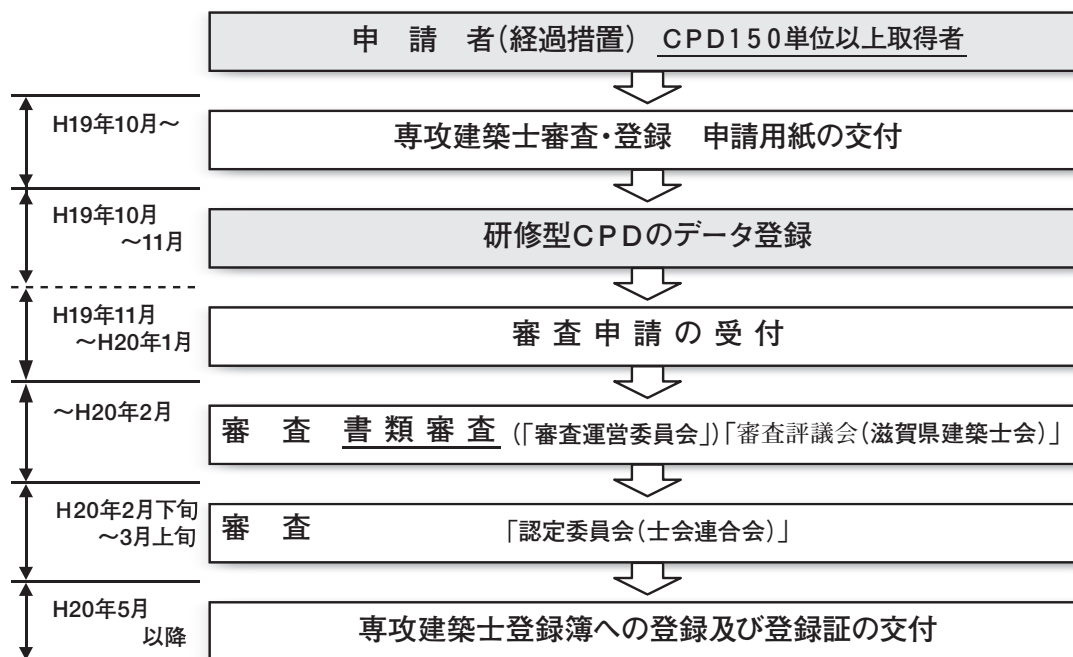 申 請 者(経過措置) CPD150単位以上取得者
H19年10月～
専攻建築士審査・登録 申請用紙の交付
H19年10月
～11月
研修型CPDのデータ登録
H19年11月
～H20年1月
審査申請の受付
～H20年2月
審 査 書類審査 (「審査運営委員会」)「審査評議会(滋賀県建築士会)」
H20年2月下旬
～3月上旬
審 査 「認定委員会(士会連合会)」
H20年5月
以降
専攻建築士登録簿への登録及び登録証の交付